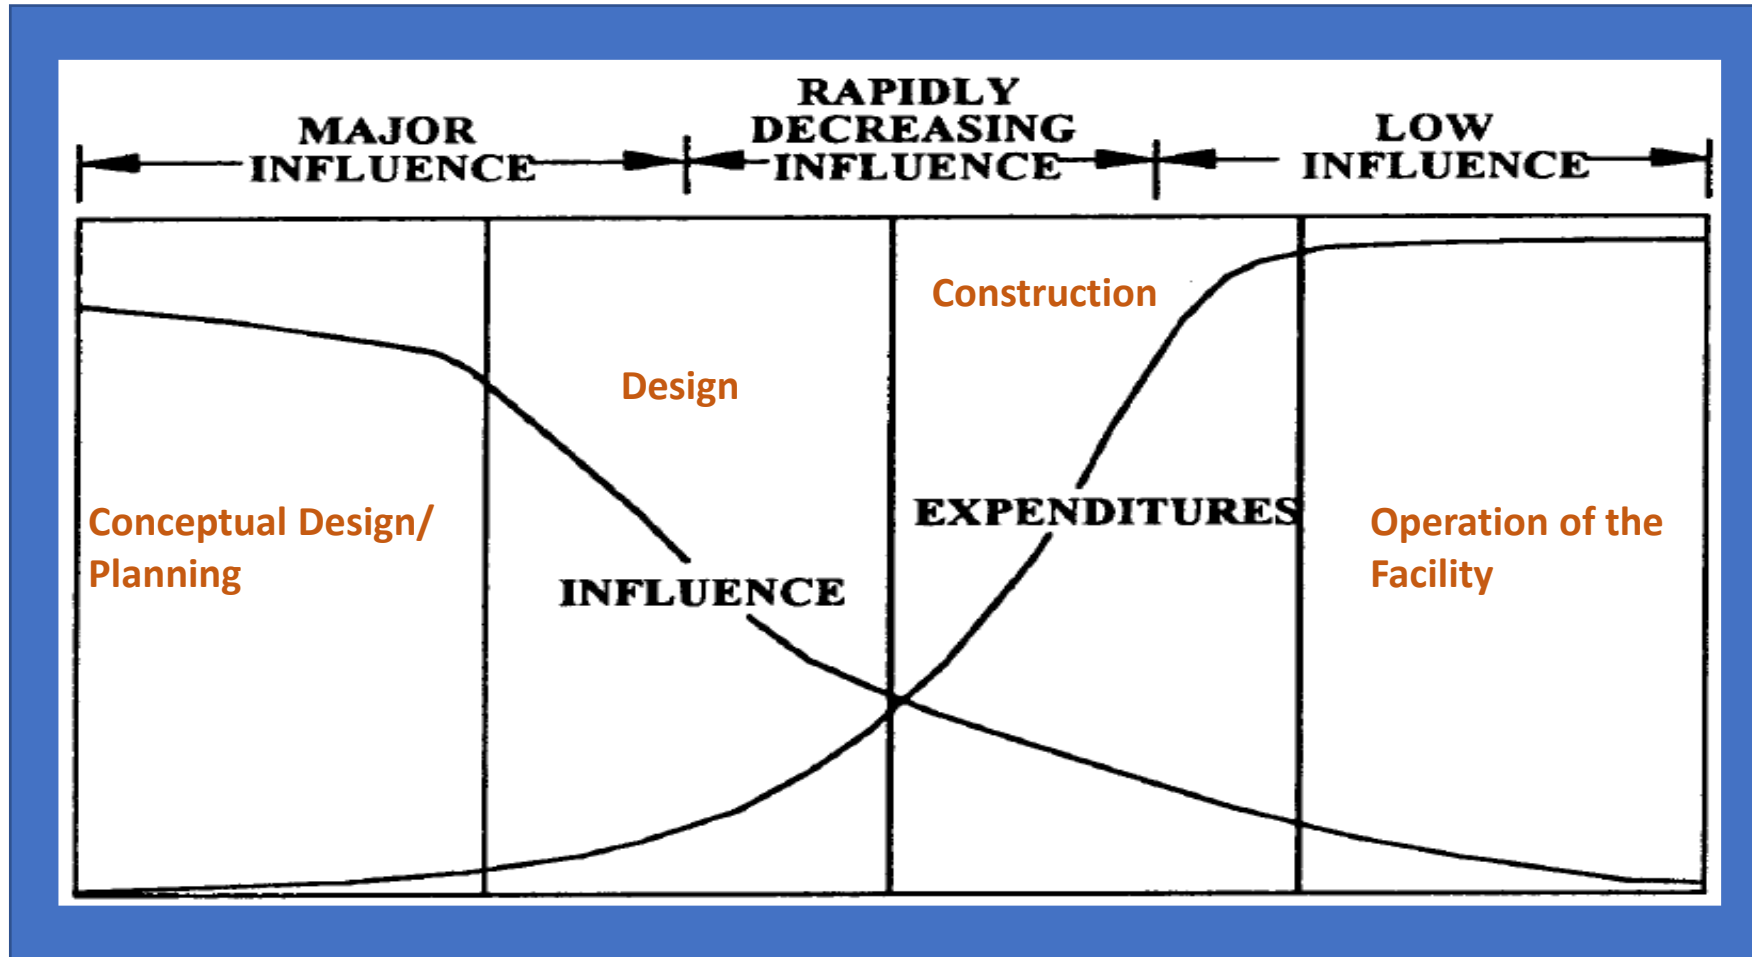 MAJOR
INFLUENCE
RAPIDLY
DECREASING
INFLUENCE
LOW
INFLUENCE
Construction
Design
Conceptual Design/
Planning
EXPENDITURES
Operation of the
Facility
INFLUENCE